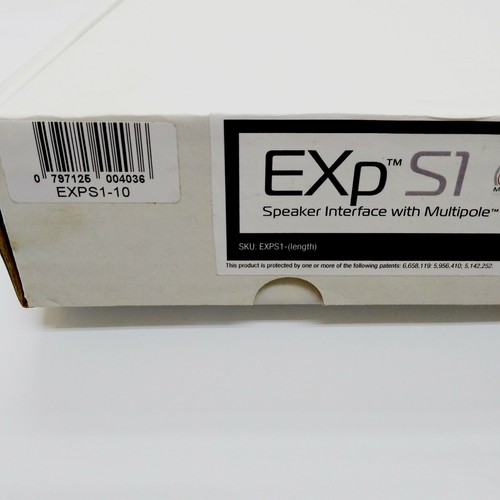 0 797125 004036
EXPS1-10
EXp™ S1
Speaker Interface with Multipole™
SKU: EXPS1-(length)
This product is protected by one or more of the following patents: 6,658,119; 5,956,410; 5,142,252;